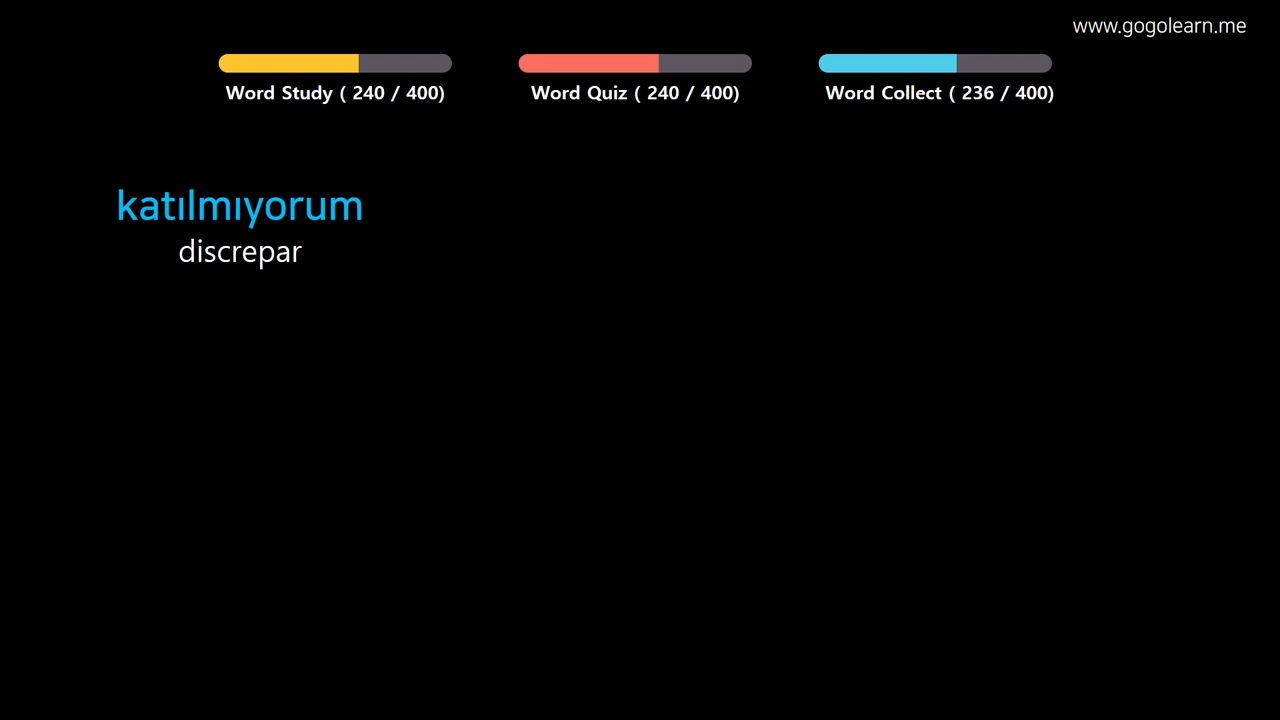 www.gogolearn.me
Word Study ( 240 / 400)
Word Quiz ( 240 / 400)
Word Collect ( 236 / 400)
katılmıyorum
discrepar